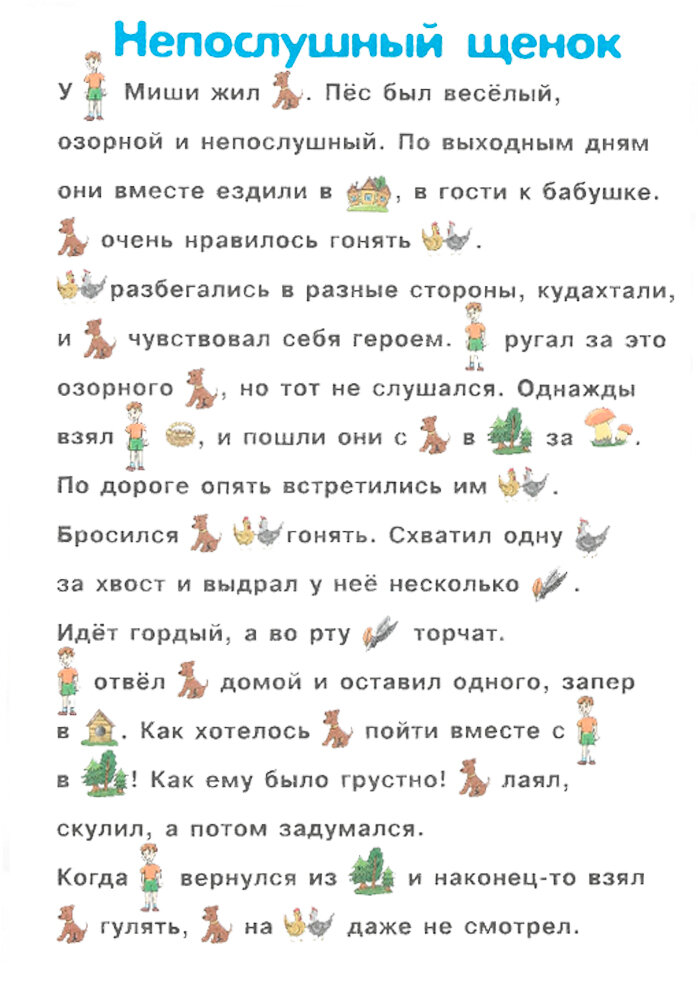 Непослушный щенок
У Миши жил . Пёс был весёлый,
озорной и непослушный. По выходным дням
они вместе ездили в , в гости к бабушке.
очень нравилось гонять .
разбегались в разные стороны, кудахтали,
и чувствовал себя героем. ругал за это
озорного , но тот не слушался. Однажды
взял , и пошли они с в за .
По дороге опять встретились им .
Бросился гонять. Схватил одну
за хвост и выдрал у неё несколько .
Идёт гордый, а во рту торчат.
отвёл домой и оставил одного, запер
в . Как хотелось пойти вместе с
в ! Как ему было грустно! лаял,
скулил, а потом задумался.
Когда вернулся из и наконец-то взял
гулять, на даже не смотрел.